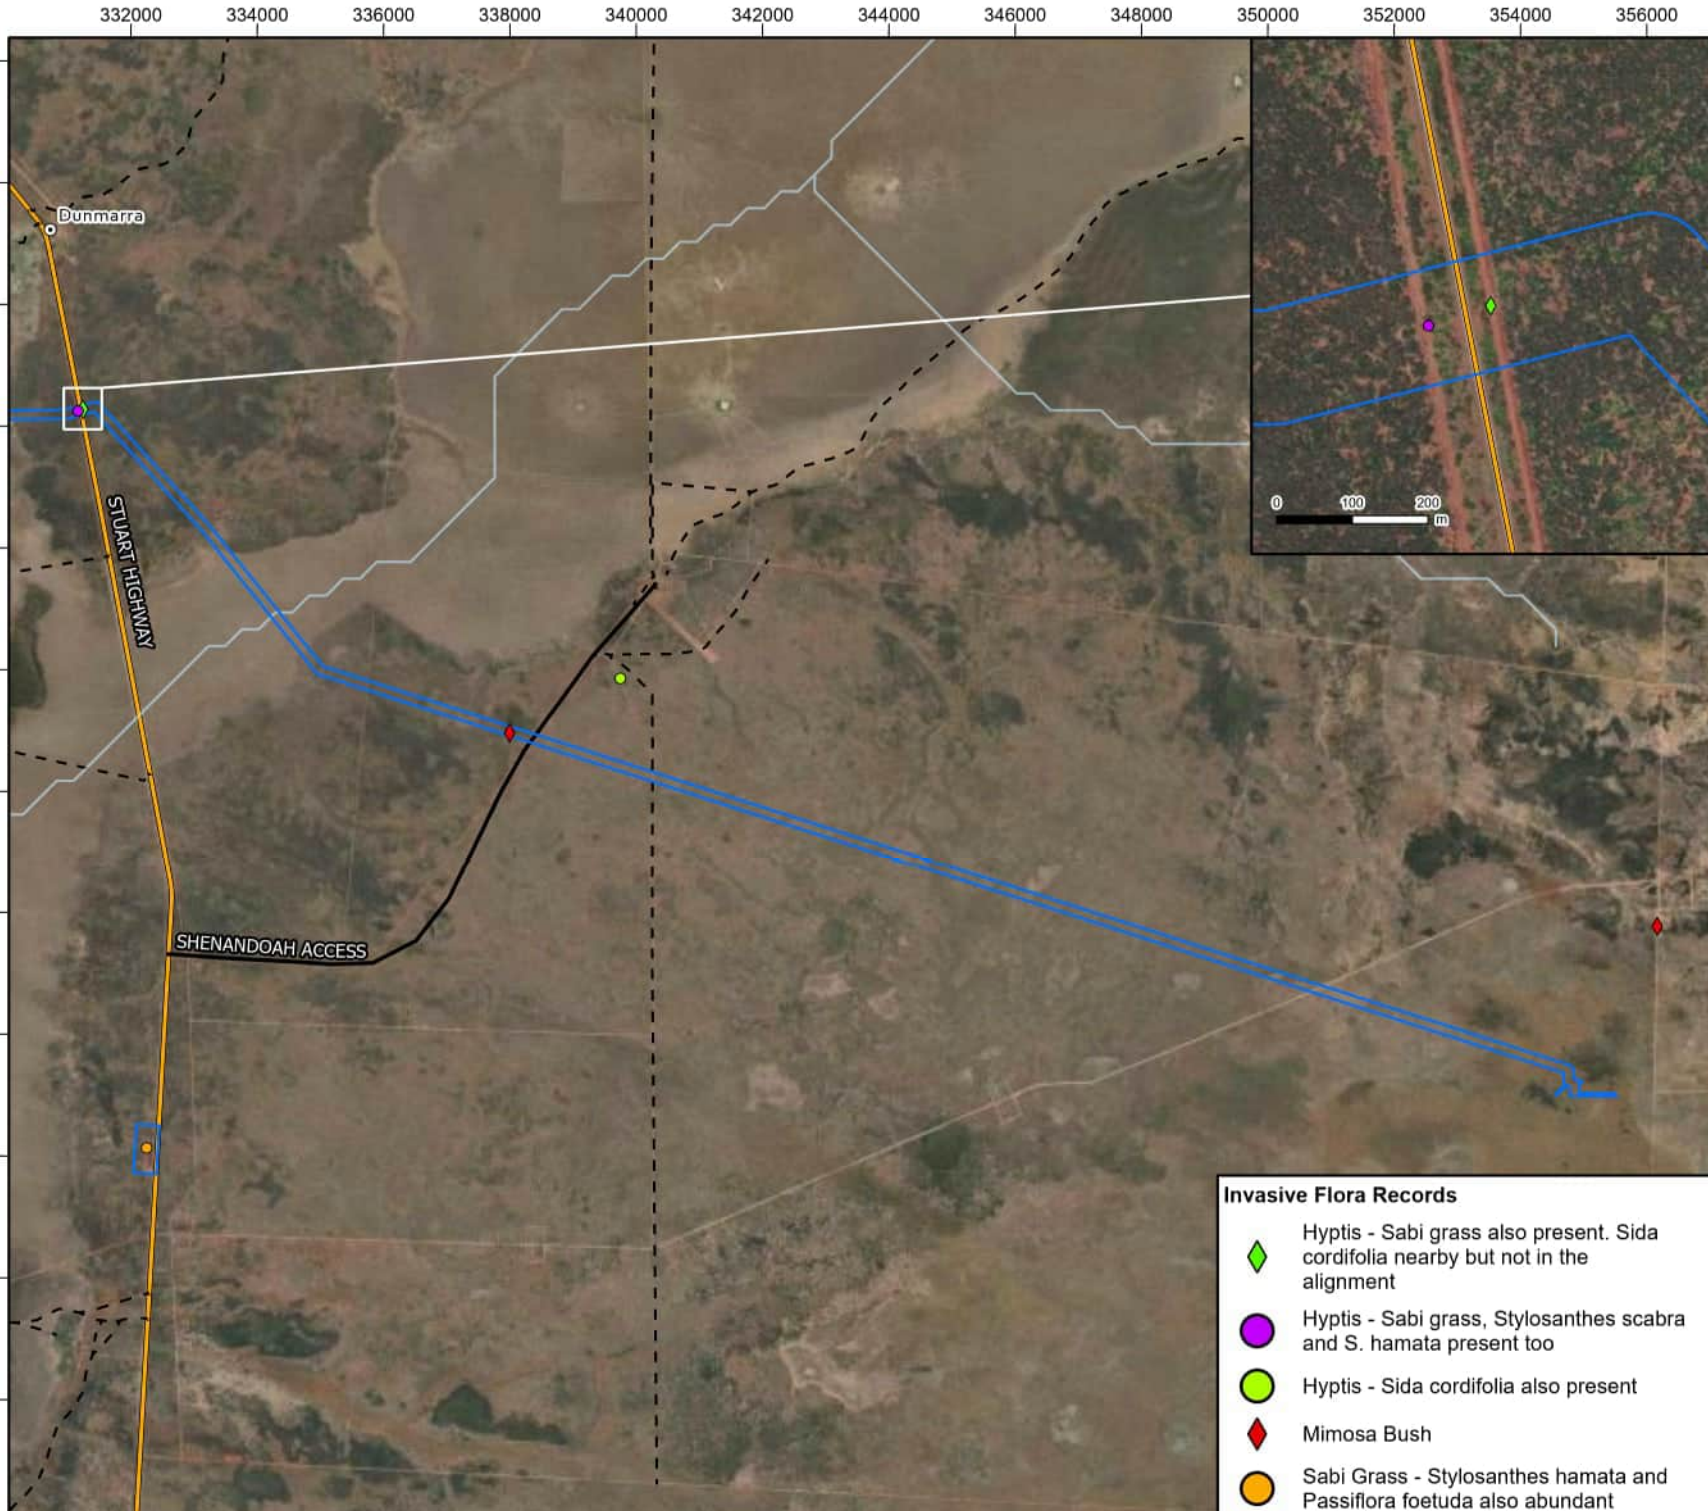 332000 334000 336000 338000 340000 342000 344000 346000 348000 350000 352000 354000 356000
Dunmarra
STUART HIGHWAY
SHENANDOAH ACCESS
0 100 200
m
Invasive Flora Records
Hyptis - Sabi grass also present. Sida
cordifolia nearby but not in the
alignment
Hyptis - Sabi grass, Stylosanthes scabra
and S. hamata present too
Hyptis - Sida cordifolia also present
Mimosa Bush
Sabi Grass - Stylosanthes hamata and
Passiflora foetuda also abundant